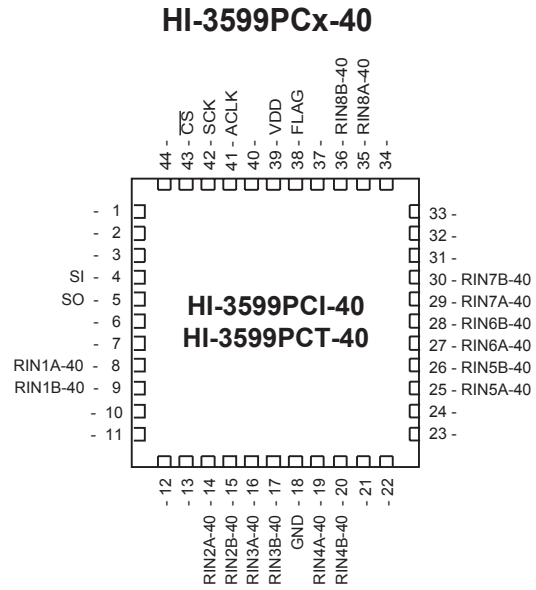 HI-3599PCx-40
44 -
43 - CS
42 - SCK
41 - ACLK
40 -
39 - VDD
38 - FLAG
37 -
36 - RIN8B-40
35 - RIN8A-40
34 -
- 1
- 2
- 3
SI - 4
SO - 5
- 6
- 7
RIN1A-40 - 8
RIN1B-40 - 9
- 10
- 11
HI-3599PCI-40
HI-3599PCT-40
33 -
32 -
31 -
30 - RIN7B-40
29 - RIN7A-40
28 - RIN6B-40
27 - RIN6A-40
26 - RIN5B-40
25 - RIN5A-40
24 -
23 -
- 12
- 13
RIN2A-40 - 14
RIN2B-40 - 15
RIN3A-40 - 16
RIN3B-40 - 17
GND - 18
RIN4A-40 - 19
RIN4B-40 - 20
- 21
- 22